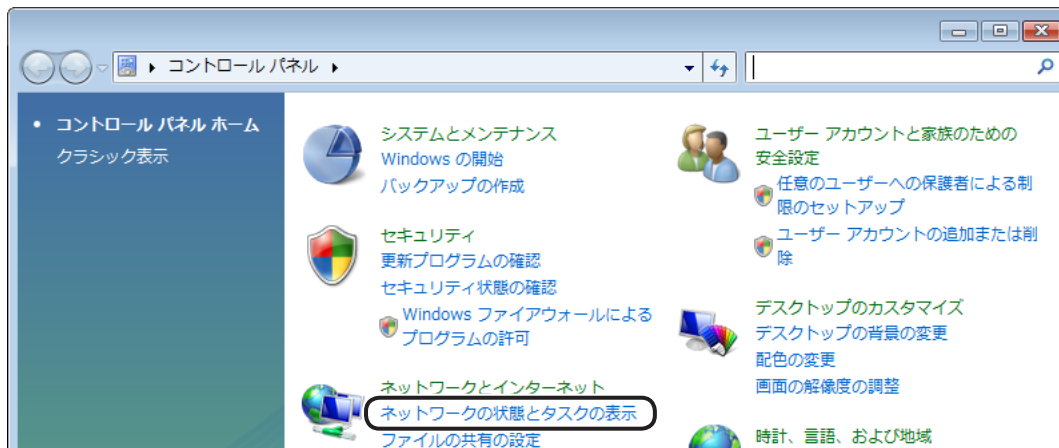 コントロール パネル
コントロール パネル ホーム
クラシック表示
システムとメンテナンス
Windows の開始
バックアップの作成
セキュリティ
更新プログラムの確認
セキュリティ状態の確認
Windows ファイアウォールによる
プログラムの許可
ネットワークとインターネット
ネットワークの状態とタスクの表示
ファイルの共有の設定
ユーザー アカウントと家族のための
安全設定
任意のユーザーへの保護者による制
限のセットアップ
ユーザー アカウントの追加または削
除
デスクトップのカスタマイズ
デスクトップの背景の変更
配色の変更
画面の解像度の調整
時計、言語、および地域